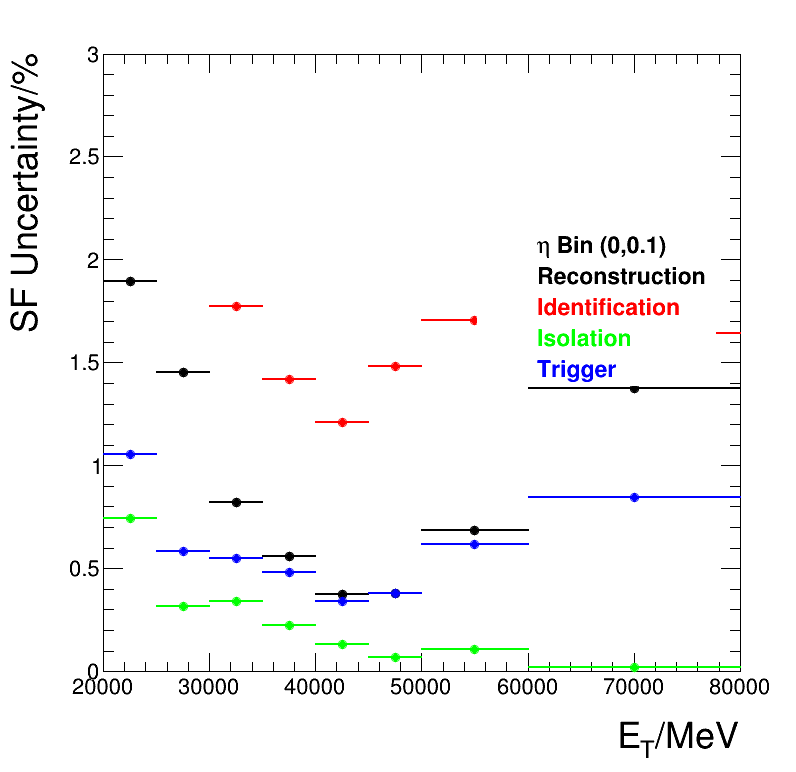 SF Uncertainty/%
3
2.5
2
1.5
1
0.5
0
η Bin (0,0.1)
Reconstruction
Identification
Isolation
Trigger
20000 30000 40000 50000 60000 70000 80000
E_T/MeV